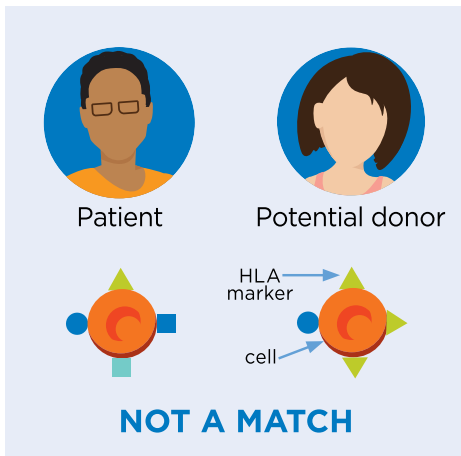 Patient
Potential donor
HLA
marker
cell
NOT A MATCH